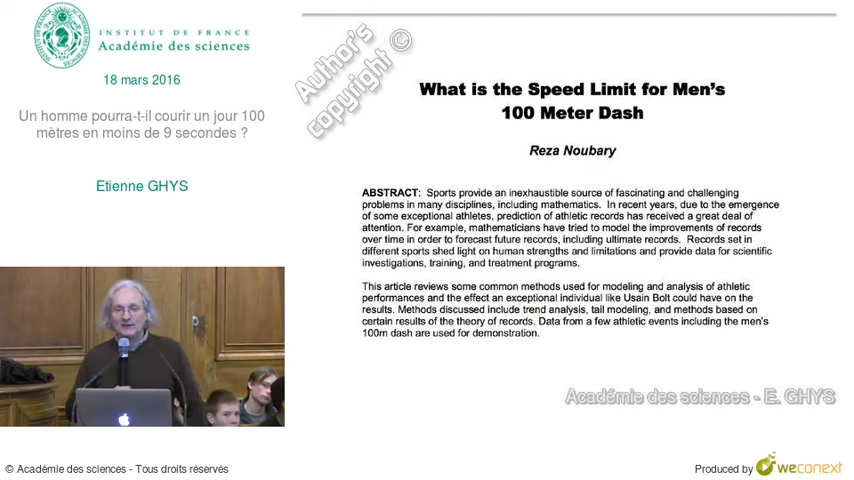 INSTITUT DE FRANCE
Académie des sciences
18 mars 2016
Un homme pourra-t-il courir un jour 100
mètres en moins de 9 secondes ?
Etienne GHYS
Author's
copyright ©
What is the Speed Limit for Men's
100 Meter Dash
Reza Noubary
ABSTRACT: Sports provide an inexhaustible source of fascinating and challenging
problems in many disciplines, including mathematics. In recent years, due to the emergence
of some exceptional athletes, prediction of athletic records has received a great deal of
attention. For example, mathematicians have tried to model the improvements of records
over time in order to forecast future records, including ultimate records. Records set in
different sports shed light on human strengths and limitations and provide data for scientific
investigations, training, and treatment programs.
This article reviews some common methods used for modeling and analysis of athletic
performances and the effect an exceptional individual like Usain Bolt could have on the
results. Methods discussed include trend analysis, tail modeling, and methods based on
certain results of the theory of records. Data from a few athletic events including the men's
100m dash are used for demonstration.
Académie des sciences - E. GHYS
© Académie des sciences - Tous droits réservés
Produced by weconext